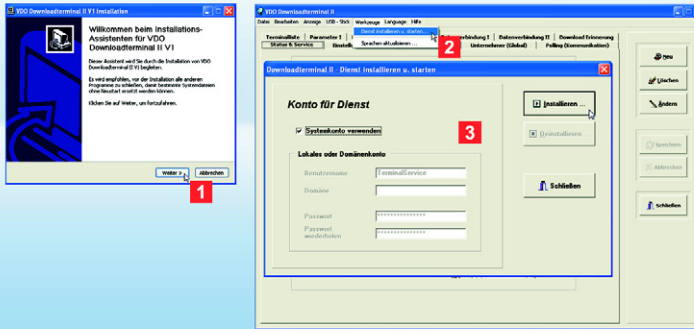 VDO Downloadterminal II V1 Installation
Willkommen beim Installations-
Assistenten für VDO
Downloadterminal II V1
Dieser Assistent wird Sie durch die Installation von VDO
Downloadterminal II V1 begleiten.
Es wird empfohlen, vor der Installation alle anderen
Programme zu schließen, damit bestimmte Systemdateien
ohne Neustart ersetzt werden können.
Klicken Sie auf Weiter, um fortzufahren.
Weiter >
Abbrechen
1
VDO Downloadterminal II
Datei Bearbeiten Anzeige USB - Stick Werkzeuge Language Hilfe
Dienst installieren u. starten...
Sprachen aktualisieren ...
2
Terminalliste Parameter I
Datenverbindung II Download Erinnerung
Status & Service
Unternehmer (Global) Polling (Kommunikation)
Neu
Löschen
Ändern
Speichern
Abbrechen
Schließen
Downloadterminal II - Dienst Installieren u. starten
Konto für Dienst
Systemkonto verwenden
3
Lokales oder Domänenkonto
Benutzername TerminalService
Domäne
Passwort **************
Passwort
wiederholen **************
Installieren ...
Deinstallieren ...
Schließen